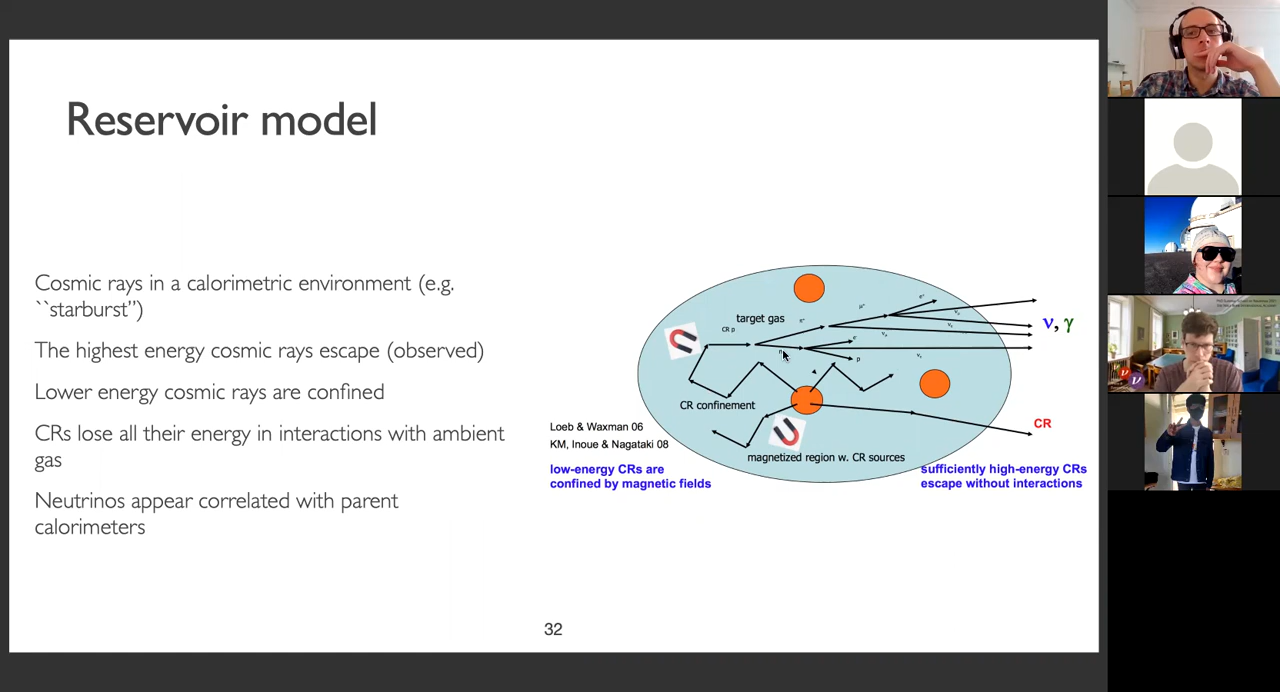 Reservoir model
Cosmic rays in a calorimetric environment (e.g.
``starburst”)
The highest energy cosmic rays escape (observed)
Lower energy cosmic rays are confined
CRs lose all their energy in interactions with ambient
gas
Neutrinos appear correlated with parent
calorimeters
target gas
CR p
CR confinement
p
ν, γ
CR
magnetized region w. CR sources
Loeb & Waxman 06
KM, Inoue & Nagataki 08
low-energy CRs are
confined by magnetic fields
sufficiently high-energy CRs
escape without interactions
32